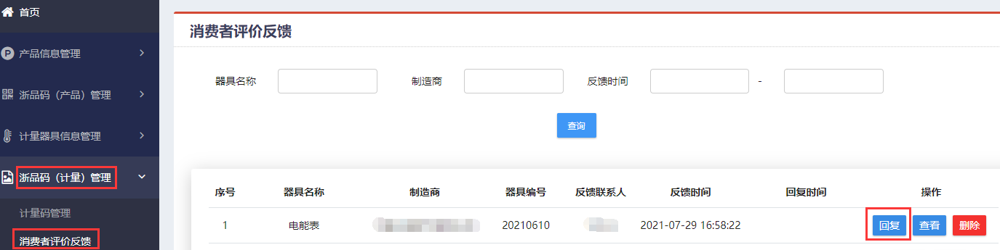 首页
产品信息管理
浙品码（产品）管理
计量器具信息管理
浙品码（计量）管理
计量码管理
消费者评价反馈
消费者评价反馈
器具名称 制造商 反馈时间 -
查询
序号 器具名称 制造商 器具编号 反馈联系人 反馈时间 回复时间 操作
1 电能表 20210610 2021-07-29 16:58:22 回复 查看 删除